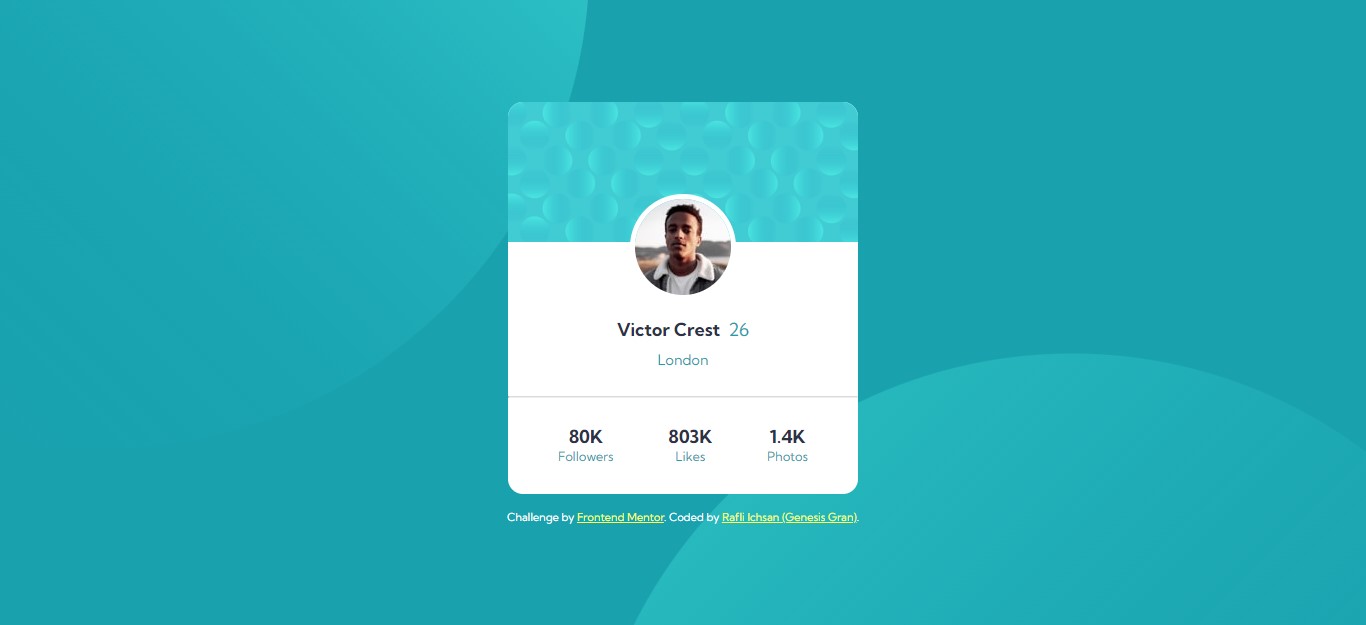 Victor Crest 26
London
80K 803K 1.4K
Followers Likes Photos
Challenge by Frontend Mentor. Coded by Rafli Ichsan (Genesis Gran).